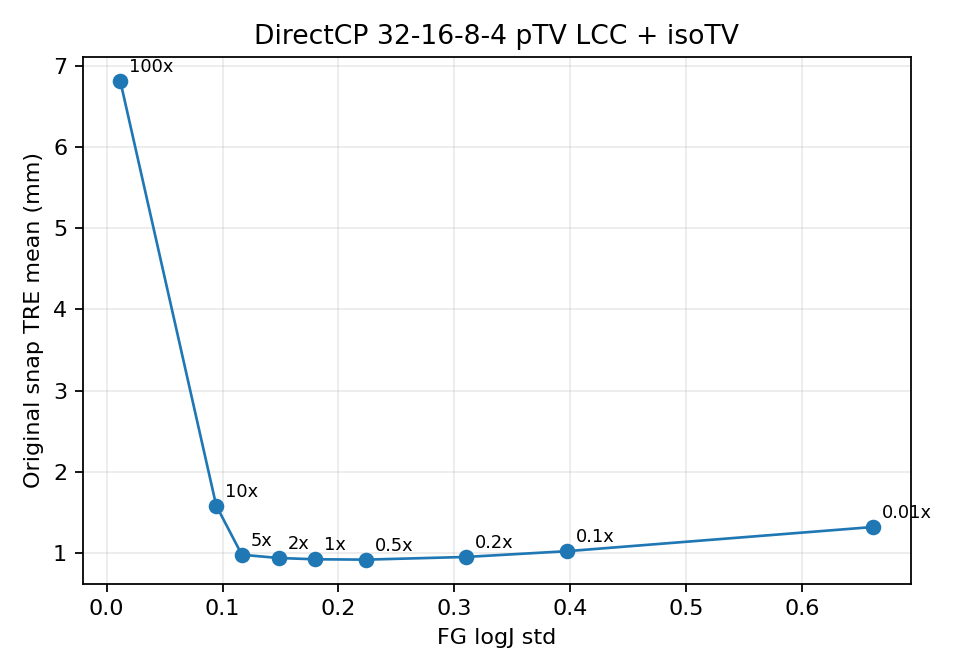 DirectCP 32-16-8-4 pTV LCC + isoTV
Original snap TRE mean (mm)
7
6
5
4
3
2
1
100x
10x
5x
2x
1x
0.5x
0.2x
0.1x
0.01x
0.0
0.1
0.2
0.3
0.4
0.5
0.6
FG logJ std